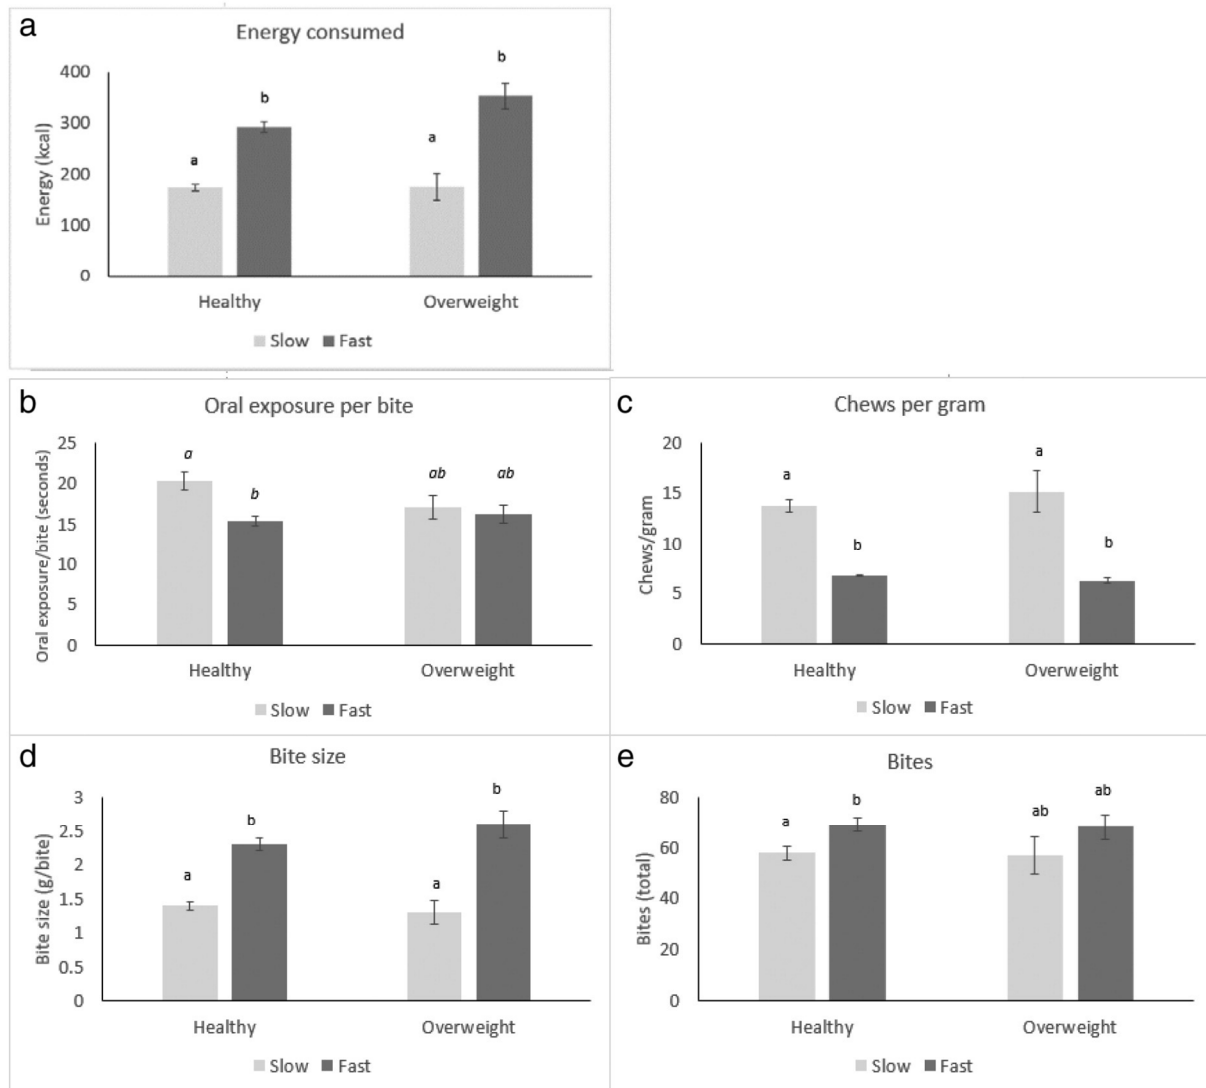 a
Energy consumed
Energy (kcal)
400
300
200
100
0
a
b
a
b
Healthy
Overweight
Slow
Fast
b
Oral exposure per bite
Oral exposure/bite (seconds)
25
20
15
10
5
0
a
b
ab
ab
Healthy
Overweight
Slow
Fast
c
Chews per gram
Chews/gram
20
15
10
5
0
a
b
a
b
Healthy
Overweight
Slow
Fast
d
Bite size
Bite size (g/bite)
3
2.5
2
1.5
1
0.5
0
a
b
a
b
Healthy
Overweight
Slow
Fast
e
Bites
Bites (total)
80
60
40
20
0
a
b
ab
ab
Healthy
Overweight
Slow
Fast